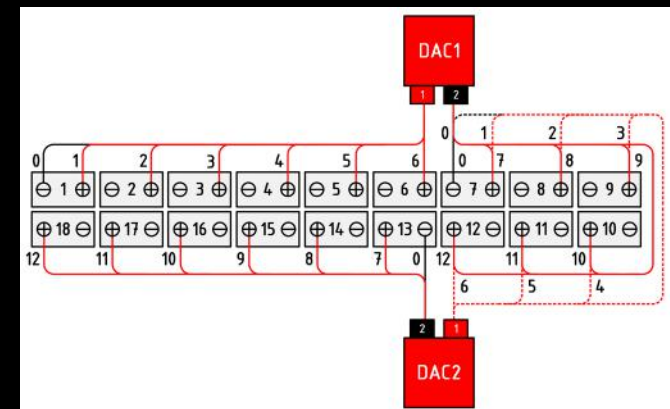 DAC1
1 2
0 1 2 3
0 1 2 3 4 5 6 0 7 8 9
⊖ 1 ⊕ ⊖ 2 ⊕ ⊖ 3 ⊕ ⊖ 4 ⊕ ⊖ 5 ⊕ ⊖ 6 ⊕ ⊖ 7 ⊕ ⊖ 8 ⊕ ⊖ 9 ⊕
⊕ 18 ⊖ ⊕ 17 ⊖ ⊕ 16 ⊖ ⊕ 15 ⊖ ⊕ 14 ⊖ ⊕ 13 ⊖ ⊕ 12 ⊖ ⊕ 11 ⊖ ⊕ 10 ⊖
12 11 10 9 8 7 0 12 11 10
6 5 4
2 1
DAC2